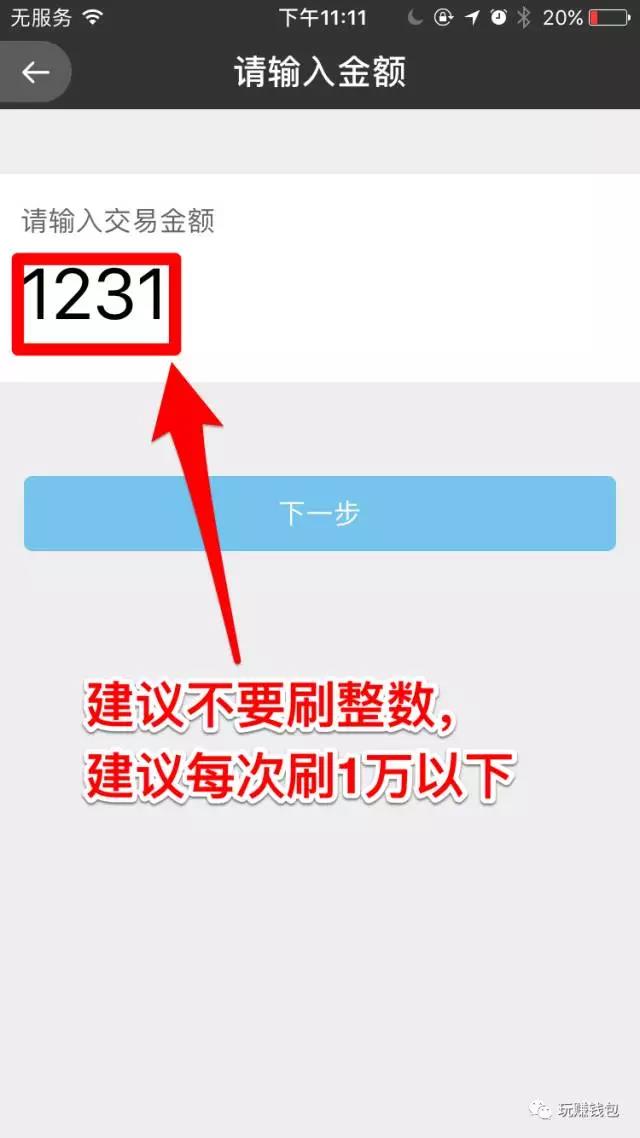 无服务 下午11:11 20%
请输入金额
请输入交易金额
1231
下一步
建议不要刷整数,
建议每次刷1万以下
玩赚钱包